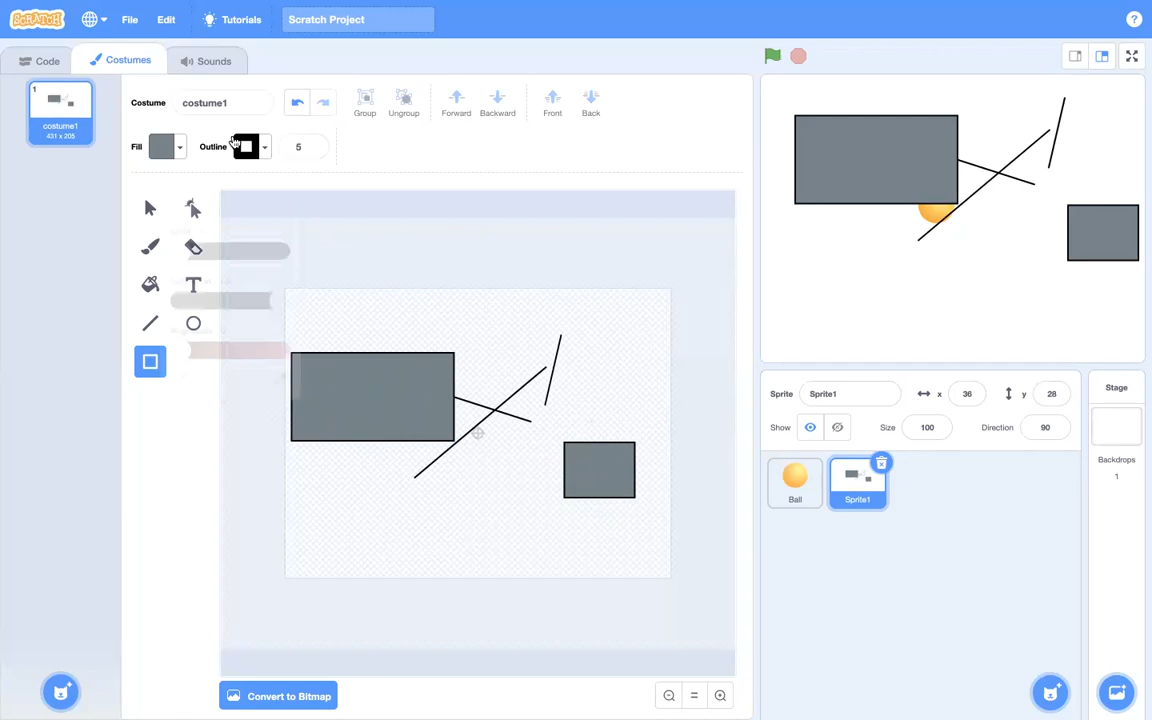 SCRATCH File Edit Tutorials Scratch Project ?
Code Costumes Sounds
1
costume1
431 x 205
Costume costume1
Group Ungroup Forward Backward Front Back
Fill Outline 5
T
Convert to Bitmap
Sprite Sprite1 x 36 y 28
Show Size 100 Direction 90
Ball
Sprite1
Stage
Backdrops
1